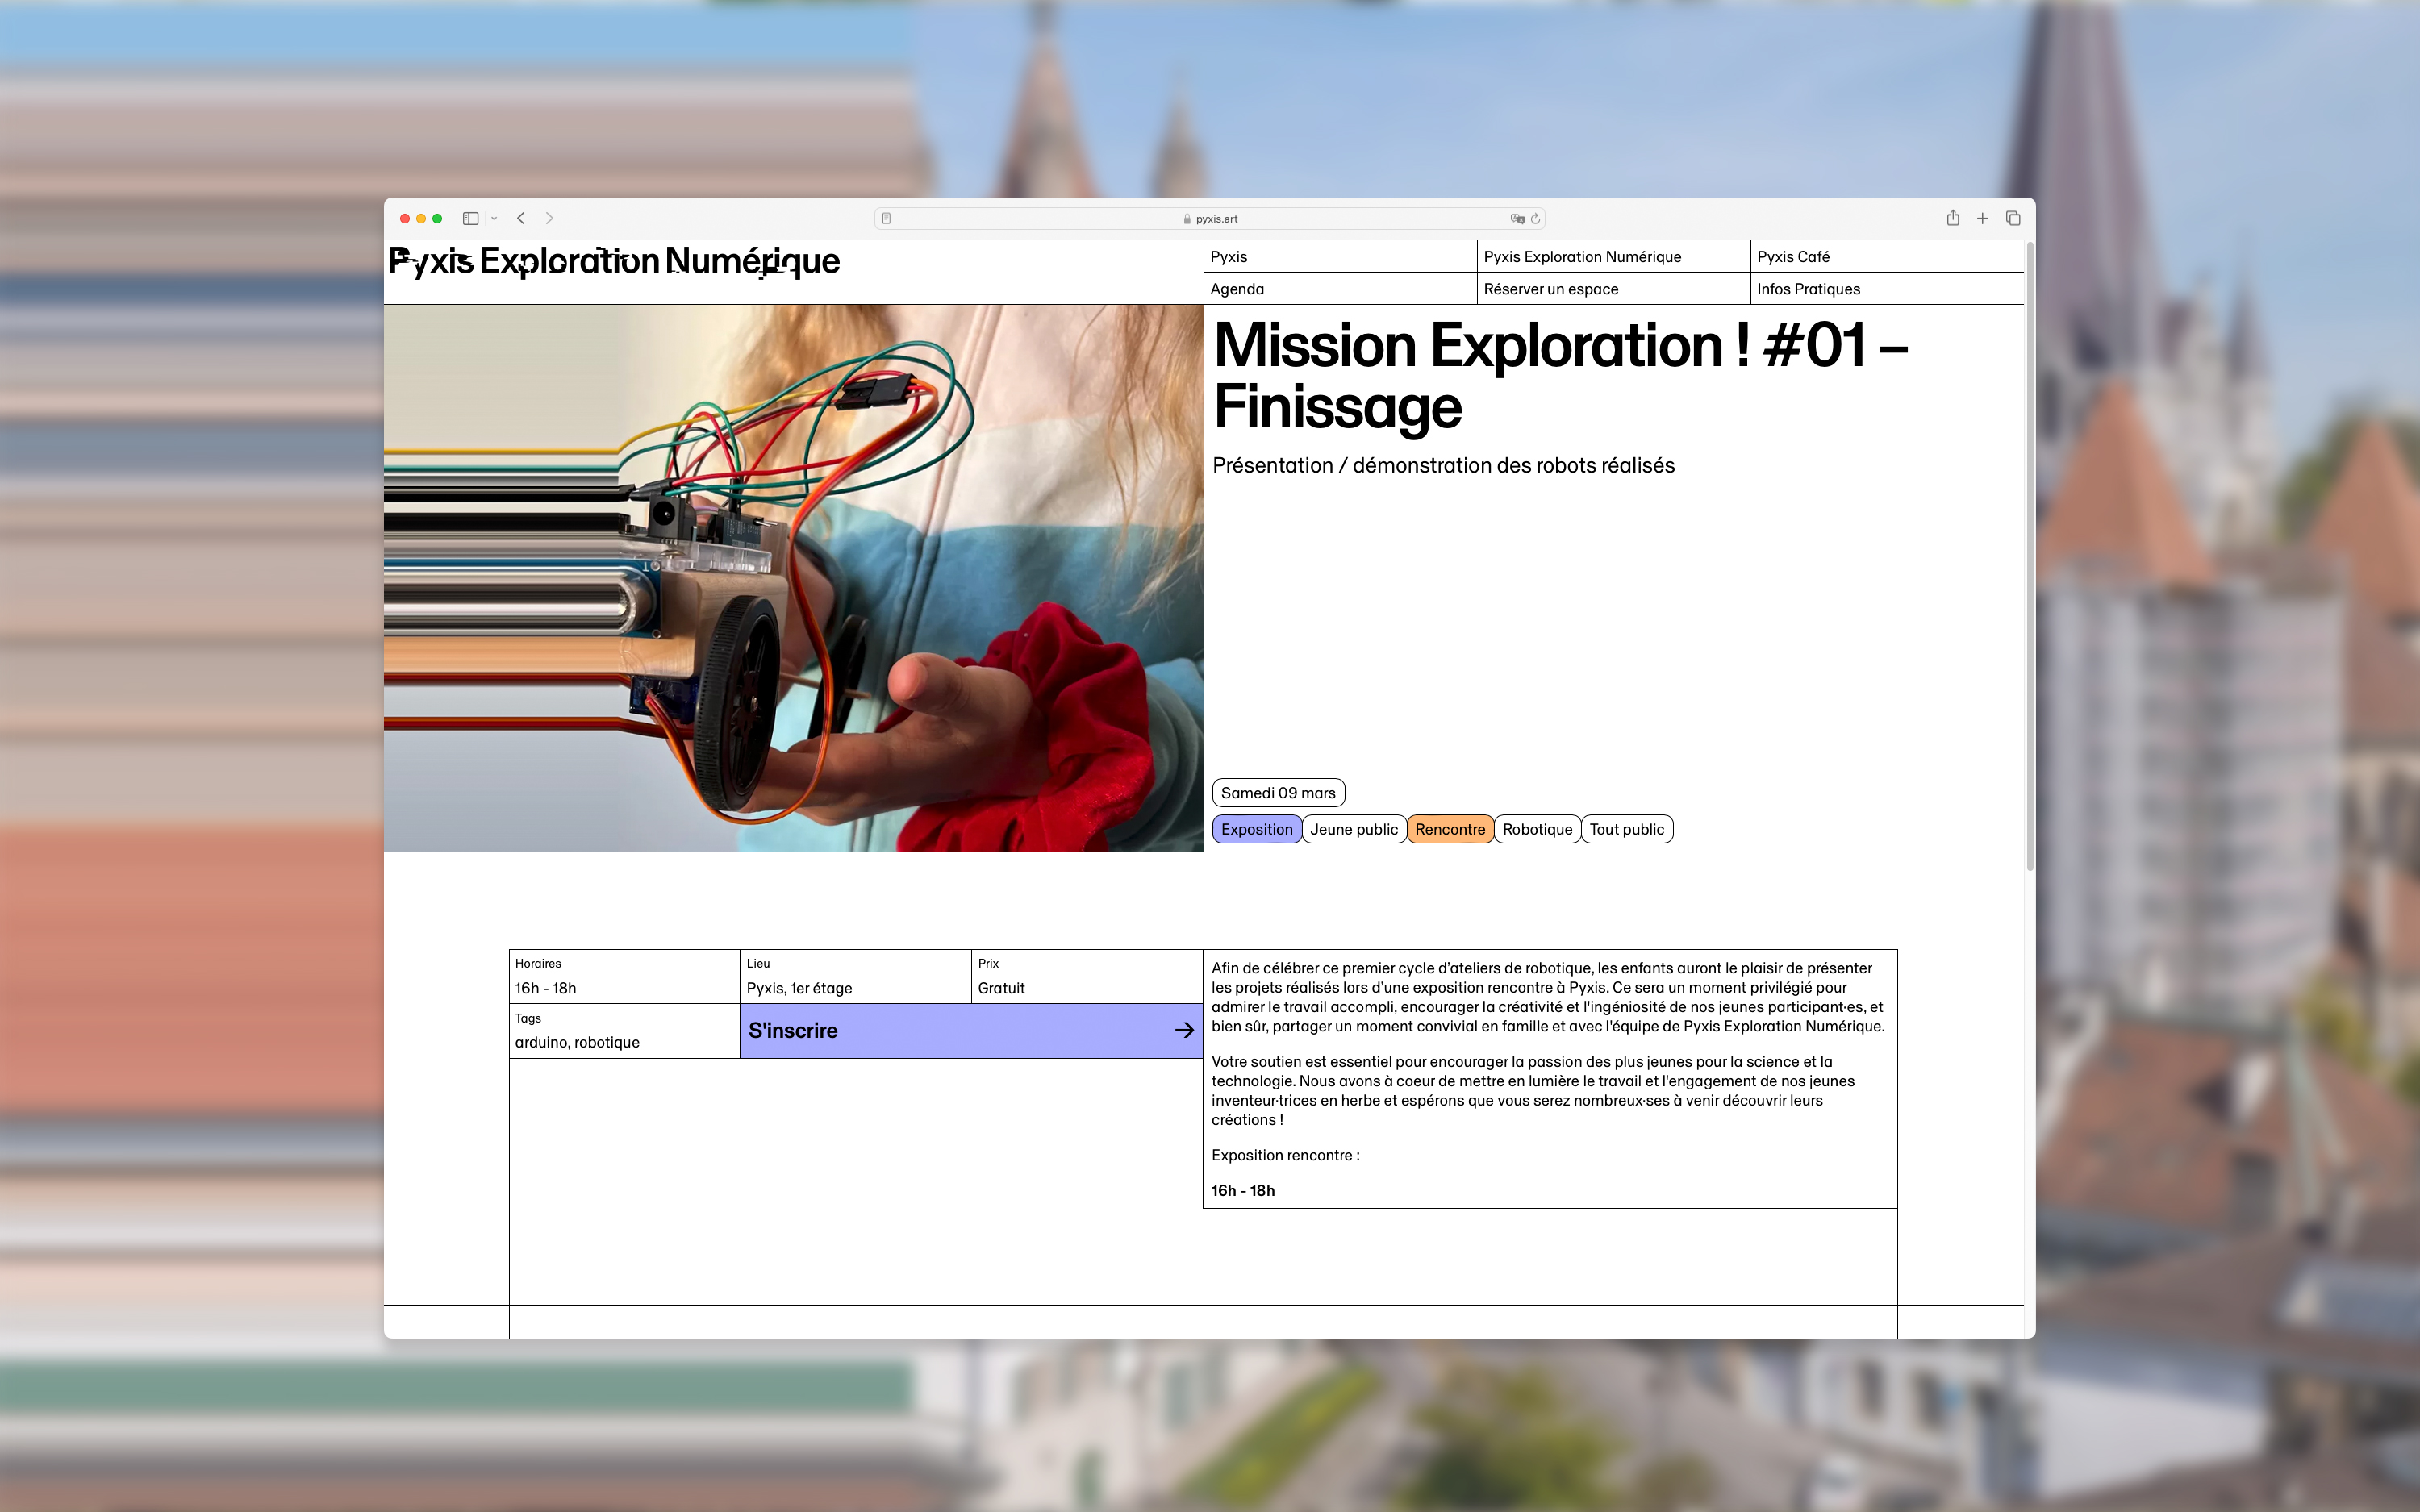 pyxis.art
Pyxis Exploration Numérique
Pyxis
Pyxis Exploration Numérique
Pyxis Café
Agenda
Réserver un espace
Infos Pratiques
Mission Exploration ! #01 –
Finissage
Présentation / démonstration des robots réalisés
Samedi 09 mars
Exposition
Jeune public
Rencontre
Robotique
Tout public
Horaires
16h - 18h
Lieu
Pyxis, 1er étage
Prix
Gratuit
Tags
arduino, robotique
S'inscrire →
Afin de célébrer ce premier cycle d’ateliers de robotique, les enfants auront le plaisir de présenter
les projets réalisés lors d’une exposition rencontre à Pyxis. Ce sera un moment privilégié pour
admirer le travail accompli, encourager la créativité et l'ingéniosité de nos jeunes participant·es, et
bien sûr, partager un moment convivial en famille et avec l'équipe de Pyxis Exploration Numérique.
Votre soutien est essentiel pour encourager la passion des plus jeunes pour la science et la
technologie. Nous avons à coeur de mettre en lumière le travail et l'engagement de nos jeunes
inventeur·trices en herbe et espérons que vous serez nombreux·ses à venir découvrir leurs
créations !
Exposition rencontre :
16h - 18h